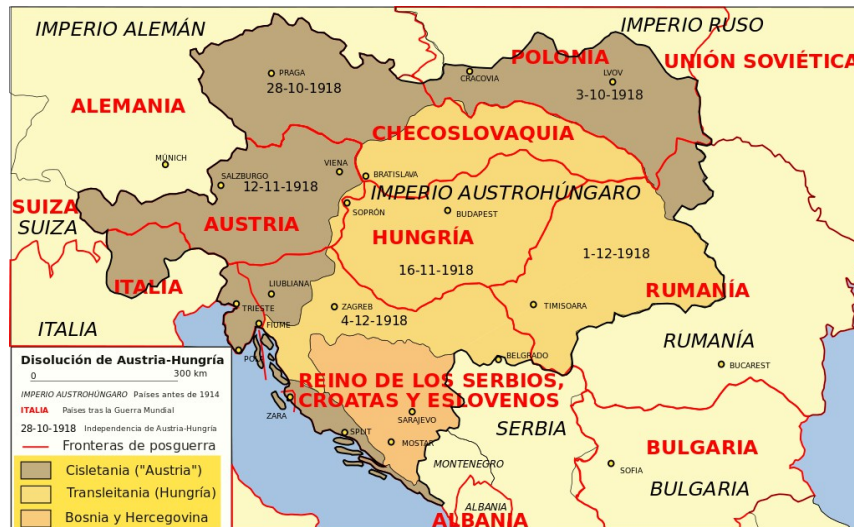 IMPERIO ALEMÁN
IMPERIO RUSO
POLONIA
UNIÓN SOVIÉTICA
PRAGA
28-10-1918
CRACOVIA
LVOV
3-10-1918
ALEMANIA
CHECOSLOVAQUIA
MÚNICH
SALZBURGO
VIENA
12-11-1918
BRATISLAVA
IMPERIO AUSTROHÚNGARO
SUIZA
SUIZA
AUSTRIA
SOPRÓN
BUDAPEST
HUNGRÍA
16-11-1918
1-12-1918
ITALIA
LIUBLIANA
RUMANÍA
TRIESTE
ZAGREB
TIMISOARA
FIUME
4-12-1918
ITALIA
RUMANÍA
POLA
BELGRADO
BUCAREST
REINO DE LOS SERBIOS,
CROATAS Y ESLOVENOS
ZARA
SARAJEVO
SERBIA
SPLIT
MOSTAR
BULGARIA
MONTENEGRO
SOFIA
BULGARIA
ALBANIA
ALBANIA
Disolución de Austria-Hungría
0 300 km
IMPERIO AUSTROHÚNGARO Países antes de 1914
ITALIA Países tras la Guerra Mundial
28-10-1918 Independencia de Austria-Hungría
Fronteras de posguerra
Cisletania ("Austria")
Transleitania (Hungría)
Bosnia y Hercegovina